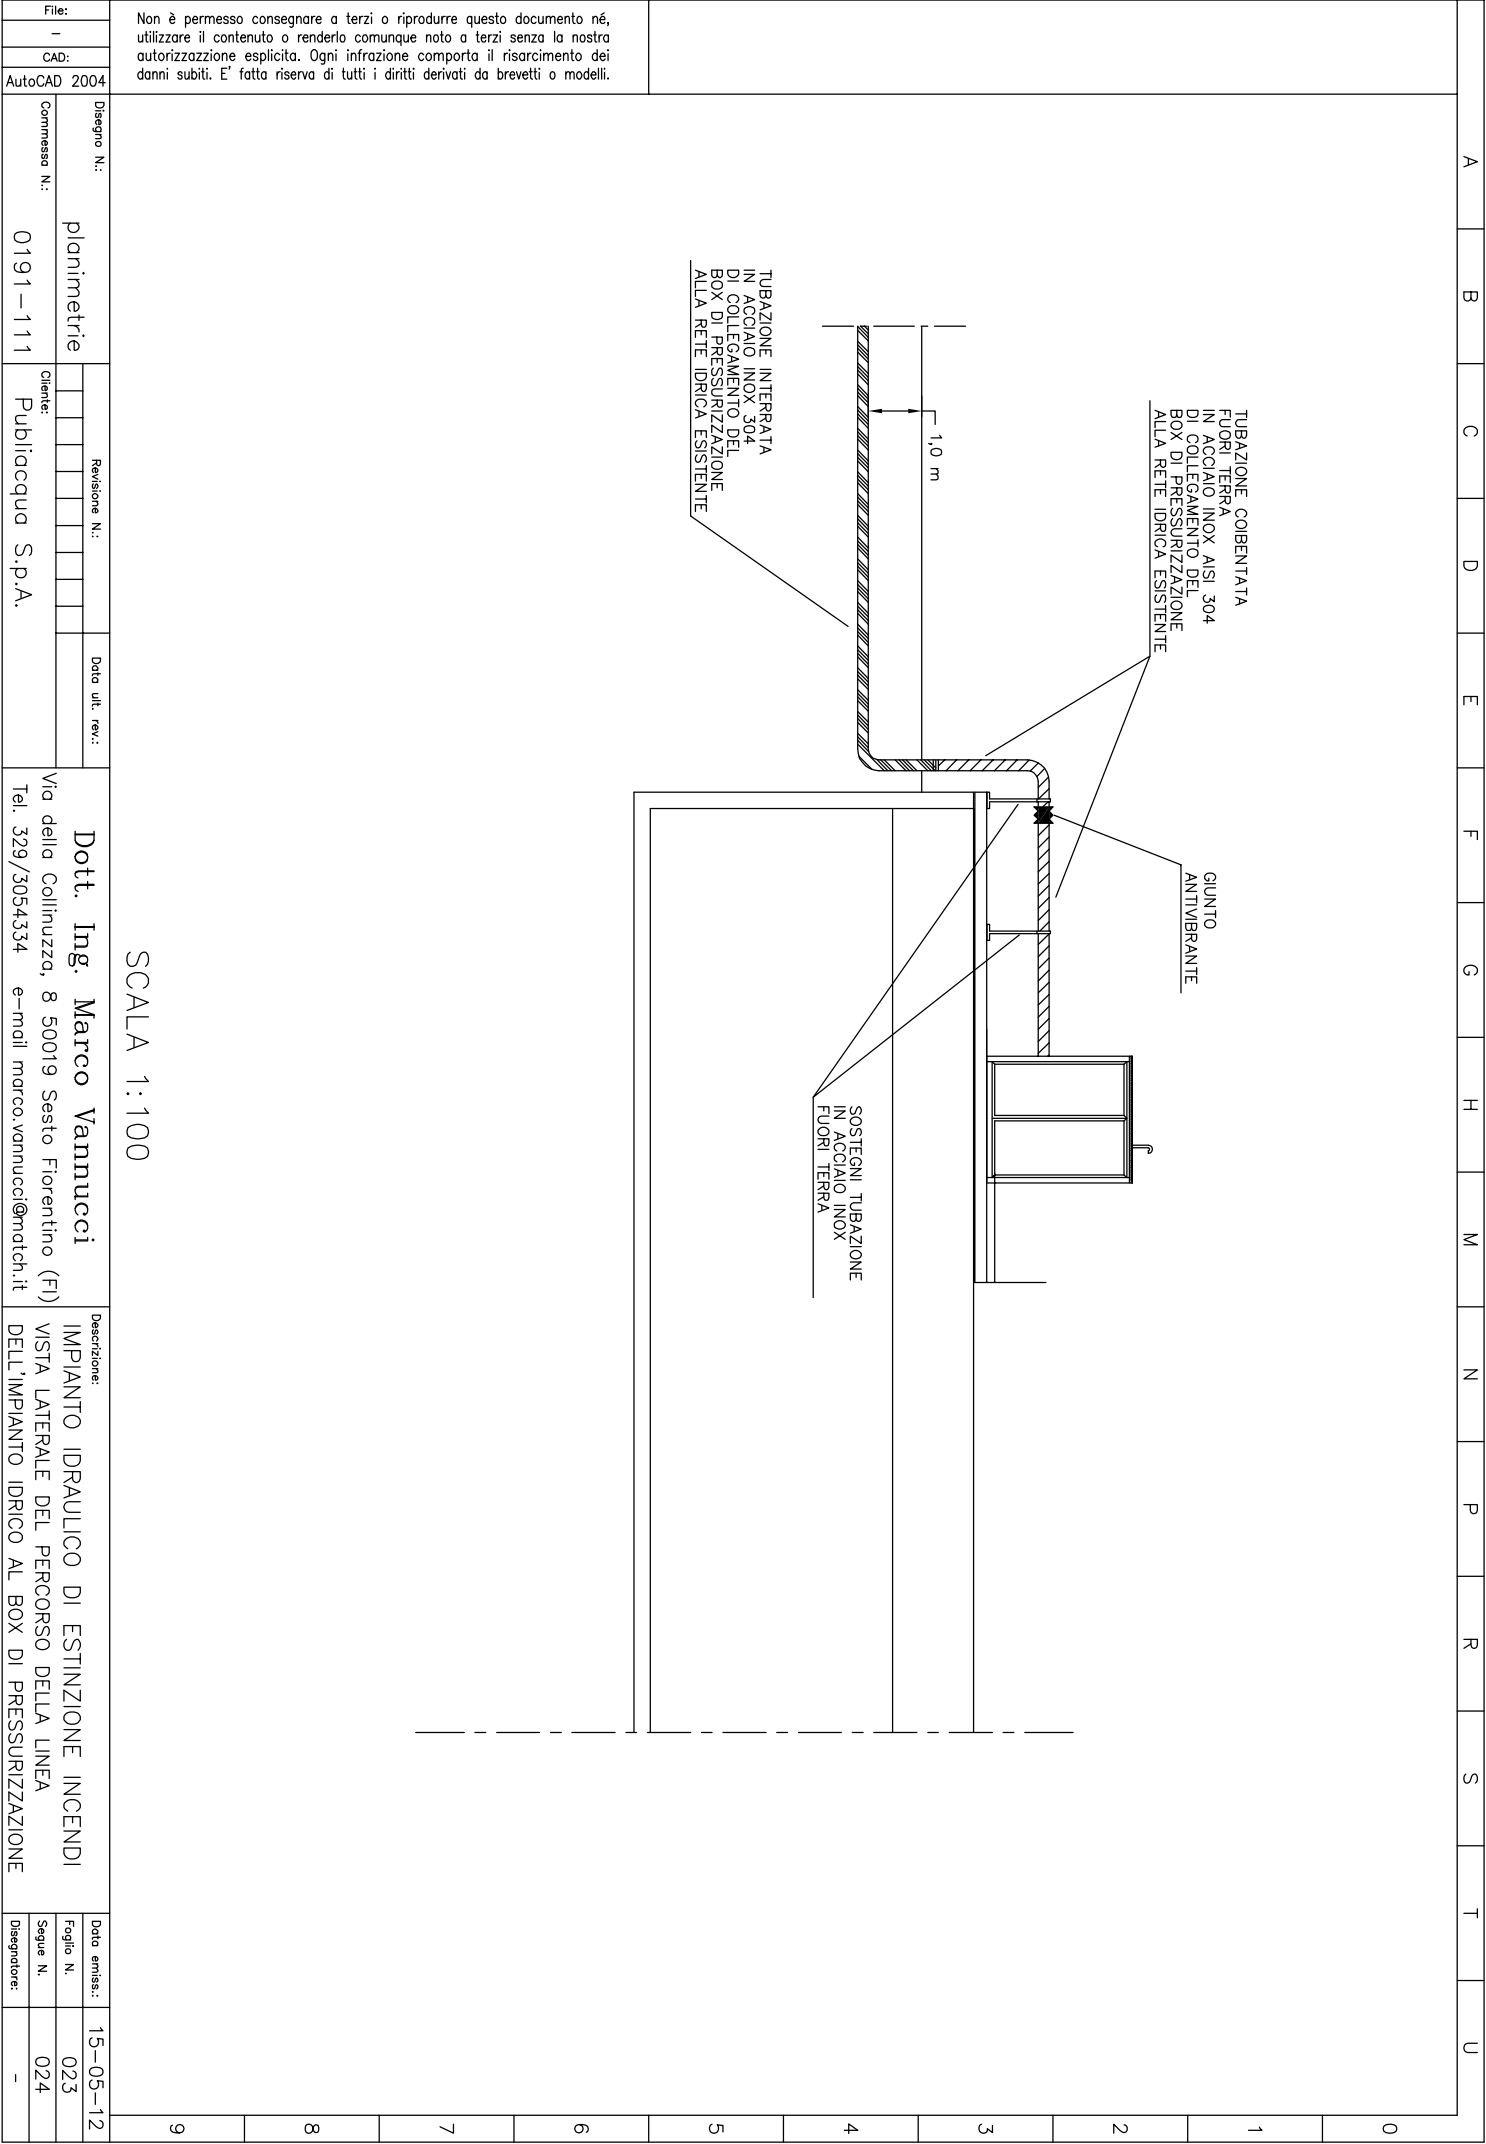 File:
–
CAD:
AutoCAD 2004
Non è permesso consegnare a terzi o riprodurre questo documento né,
utilizzare il contenuto o renderlo comunque noto a terzi senza la nostra
autorizzazzione esplicita. Ogni infrazione comporta il risarcimento dei
danni subiti. E' fatta riserva di tutti i diritti derivati da brevetti o modelli.
A
B
C
D
E
F
G
H
M
N
P
R
S
T
U
0
1
2
3
4
5
6
7
8
9
TUBAZIONE COIBENTATA
FUORI TERRA
IN ACCIAIO INOX AISI 304
DI COLLEGAMENTO DEL
BOX DI PRESSURIZZAZIONE
ALLA RETE IDRICA ESISTENTE
GIUNTO
ANTIVIBRANTE
1,0 m
TUBAZIONE INTERRATA
IN ACCIAIO INOX 304
DI COLLEGAMENTO DEL
BOX DI PRESSURIZZAZIONE
ALLA RETE IDRICA ESISTENTE
SOSTEGNI TUBAZIONE
IN ACCIAIO INOX
FUORI TERRA
SCALA 1:100
Disegno N.:
planimetrie
Commessa N.:
0191–111
Revisione N.:
Data ult. rev.:
Cliente:
Publiacqua S.p.A.
Dott. Ing. Marco Vannucci
Via della Collinuzza, 8 50019 Sesto Fiorentino (FI)
Tel. 329/3054334 e–mail marco.vannucci@match.it
Descrizione:
IMPIANTO IDRAULICO DI ESTINZIONE INCENDI
VISTA LATERALE DEL PERCORSO DELLA LINEA
DELL'IMPIANTO IDRICO AL BOX DI PRESSURIZZAZIONE
Data emiss.: 15–05–12
Foglio N. 023
Segue N. 024
Disegnatore: –